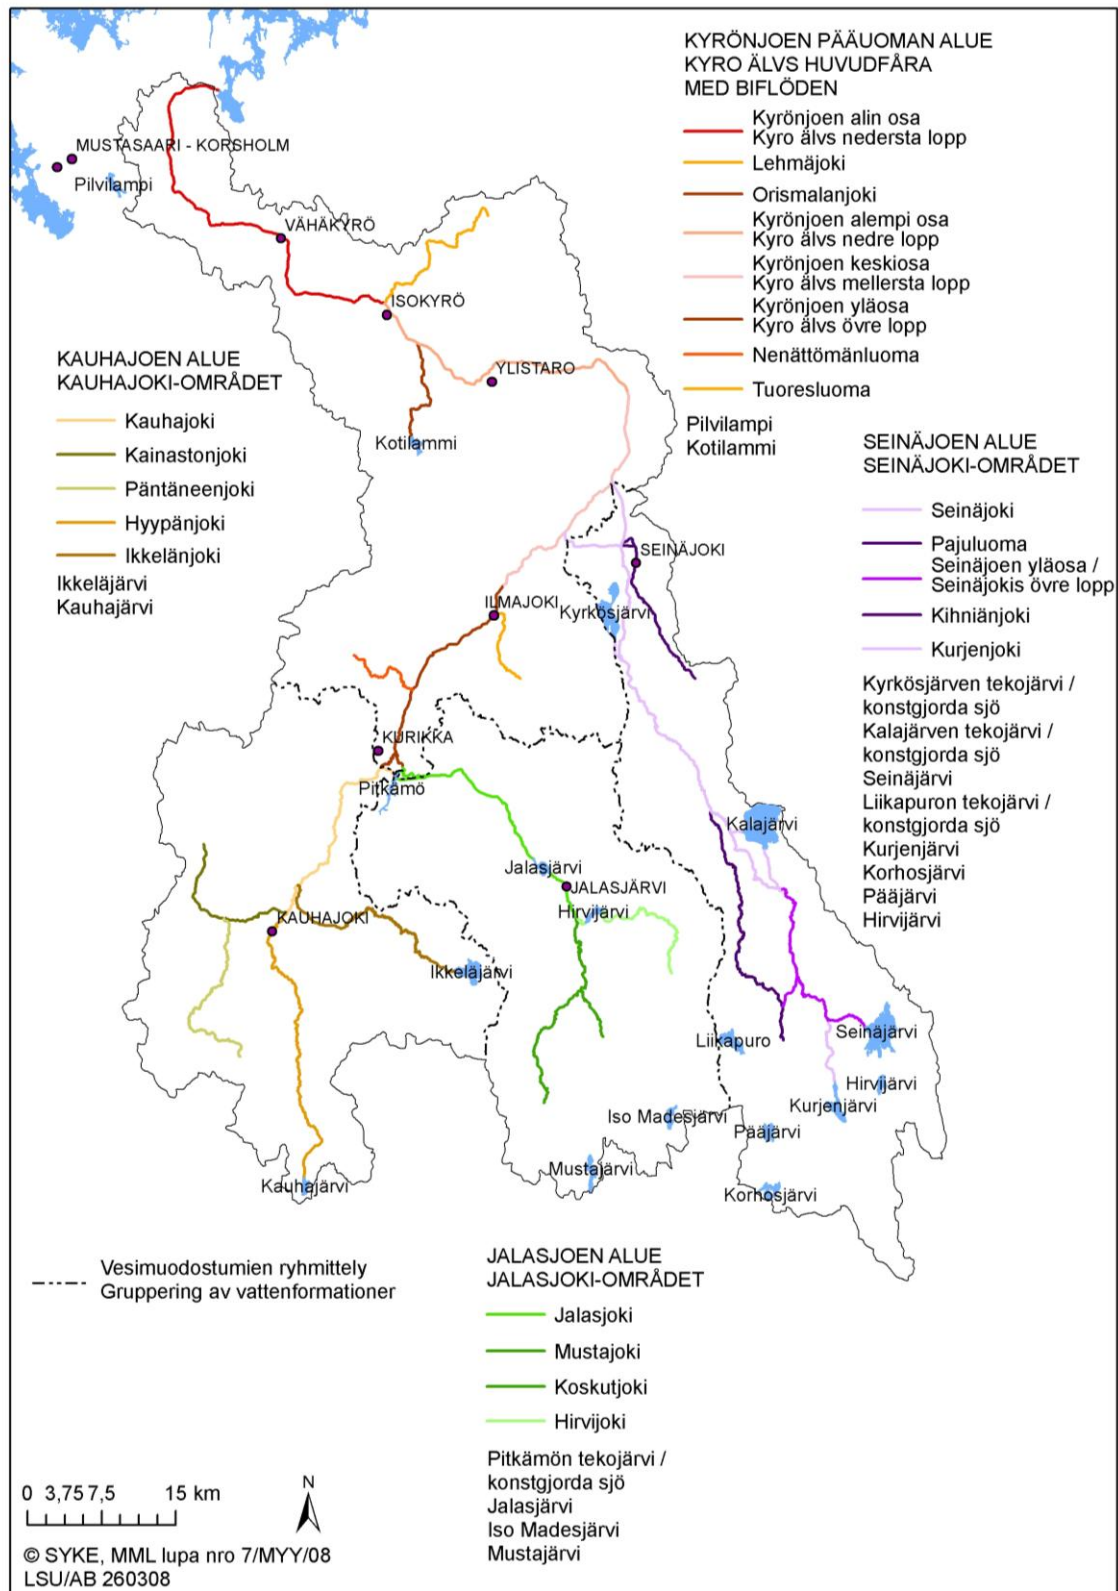 KYRÖNJOEN PÄÄUOMAN ALUE
KYRO ÄLVS HUVUDFÅRA
MED BIFLÖDEN
Kyrönjoen alin osa
Kyro älvs nedersta lopp
Lehmäjoki
Orismalanjoki
Kyrönjoen alempi osa
Kyro älvs nedre lopp
Kyrönjoen keskiosa
Kyro älvs mellersta lopp
Kyrönjoen yläosa
Kyro älvs övre lopp
Nenättömänluoma
Tuoresluoma
Pilvilampi
Kotilammi
MUSTASAARI - KORSHOLM
Pilvilampi
VÄHÄKYRÖ
ISOKYRÖ
YLISTARO
Kotilammi
KAUHAJOEN ALUE
KAUHAJOKI-OMRÅDET
Kauhajoki
Kainastonjoki
Päntäneenjoki
Hyypänjoki
Ikkelänjoki
Ikkeläjärvi
Kauhajärvi
SEINÄJOEN ALUE
SEINÄJOKI-OMRÅDET
Seinäjoki
Pajuluoma
Seinäjoen yläosa /
Seinäjokis övre lopp
Kihniänjoki
Kurjenjoki
Kyrkösjärven tekojärvi /
konstgjorda sjö
Kalajärven tekojärvi /
konstgjorda sjö
Seinäjärvi
Liikapuron tekojärvi /
konstgjorda sjö
Kurjenjärvi
Korhosjärvi
Pääjärvi
Hirvijärvi
SEINÄJOKI
ILMAJOKI
Kyrkösjärvi
KURIKKA
Pitkämö
Kalajärvi
Jalasjärvi
JALASJÄRVI
Hirvijärvi
KAUHAJOKI
Ikkeläjärvi
Liikapuro
Seinäjärvi
Hirvijärvi
Kurjenjärvi
Iso Madesjärvi
Pääjärvi
Mustajärvi
Korhosjärvi
Kauhajärvi
Vesimuodostumien ryhmittely
Gruppering av vattenformationer
JALASJOEN ALUE
JALASJOKI-OMRÅDET
Jalasjoki
Mustajoki
Koskutjoki
Hirvijoki
Pitkämön tekojärvi /
konstgjorda sjö
Jalasjärvi
Iso Madesjärvi
Mustajärvi
0 3,75 7,5 15 km
N
© SYKE, MML lupa nro 7/MYY/08
LSU/AB 260308